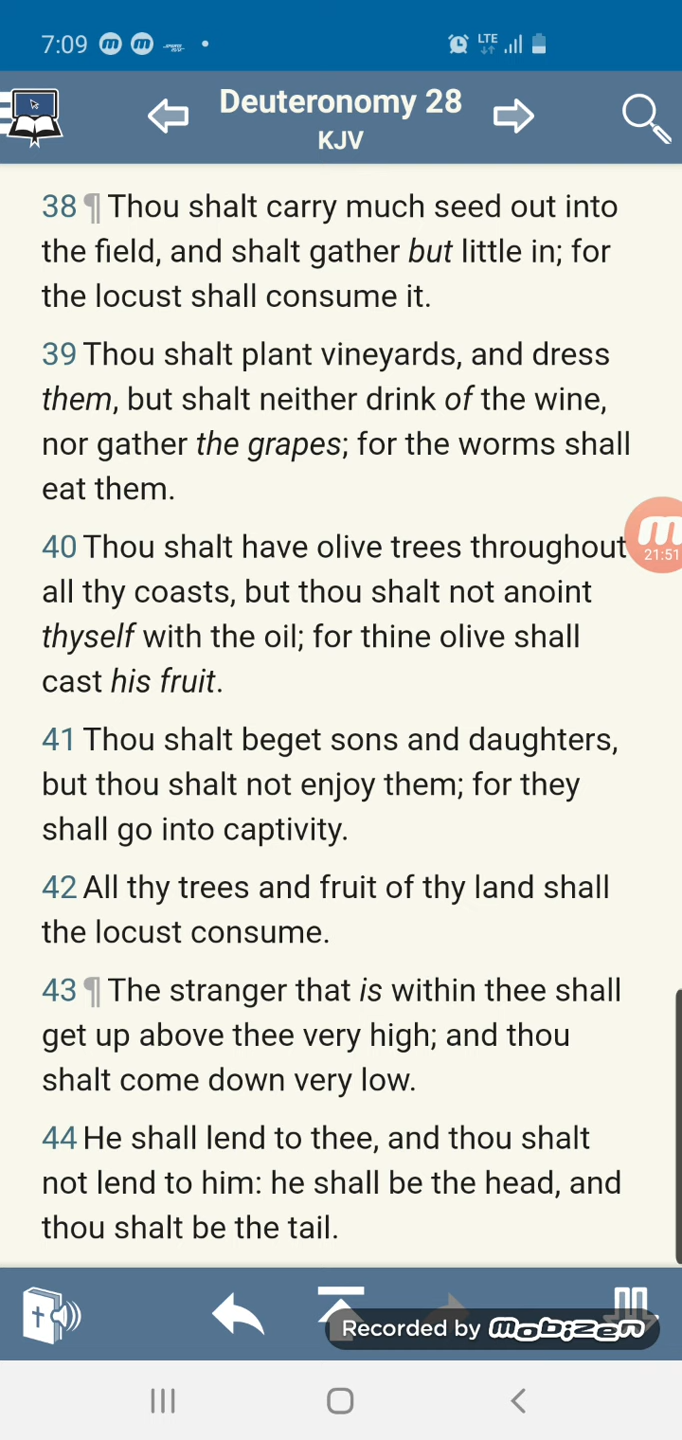 7:09
LTE
Deuteronomy 28
KJV
38 ¶ Thou shalt carry much seed out into
the field, and shalt gather but little in; for
the locust shall consume it.
39 Thou shalt plant vineyards, and dress
them, but shalt neither drink of the wine,
nor gather the grapes; for the worms shall
eat them.
40 Thou shalt have olive trees throughout
all thy coasts, but thou shalt not anoint
thyself with the oil; for thine olive shall
cast his fruit.
21:51
41 Thou shalt beget sons and daughters,
but thou shalt not enjoy them; for they
shall go into captivity.
42 All thy trees and fruit of thy land shall
the locust consume.
43 ¶ The stranger that is within thee shall
get up above thee very high; and thou
shalt come down very low.
44 He shall lend to thee, and thou shalt
not lend to him: he shall be the head, and
thou shalt be the tail.
Recorded by mobizen